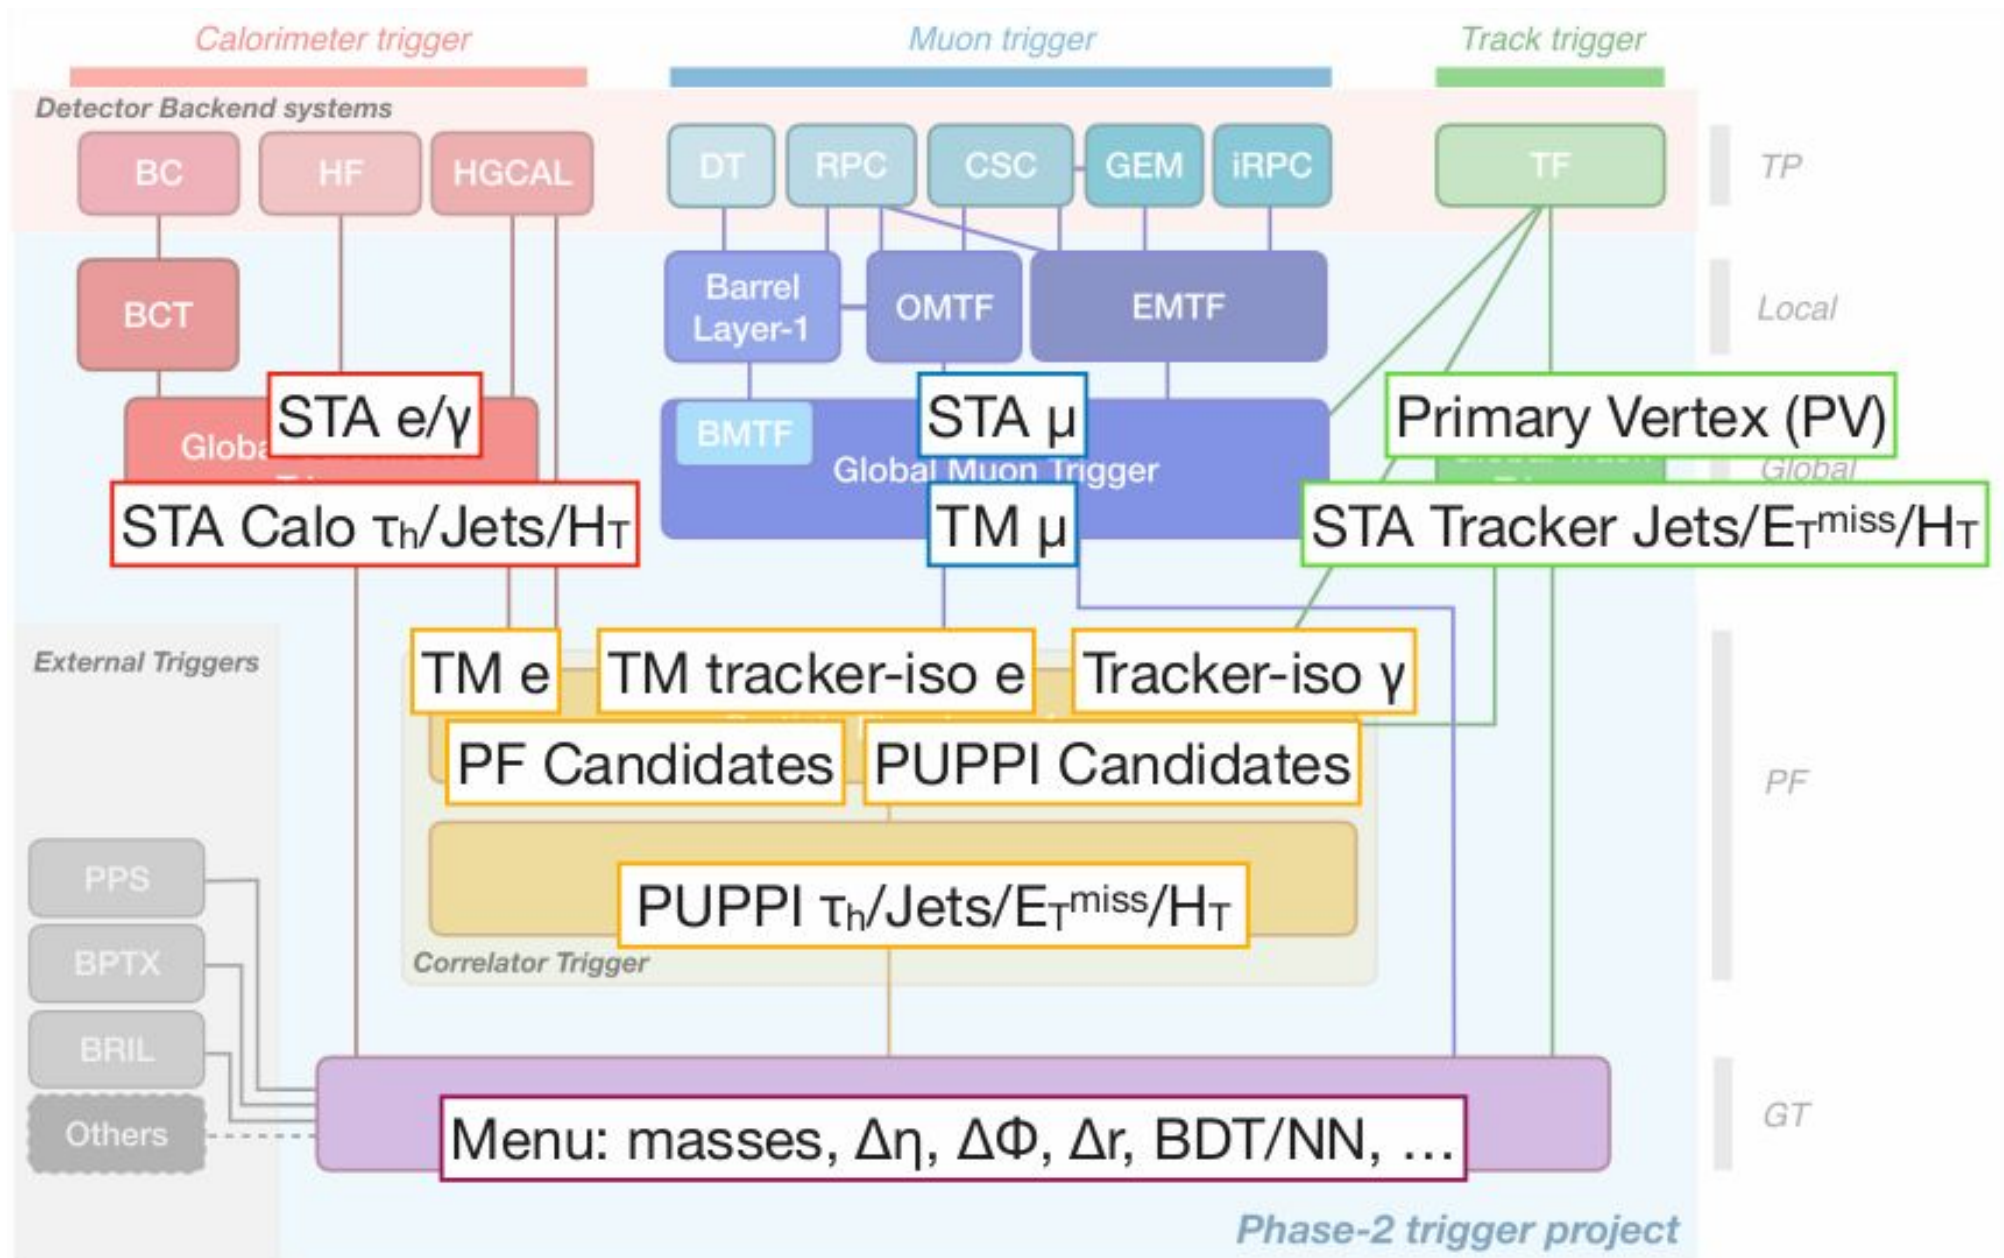 Calorimeter trigger
Muon trigger
Track trigger
Detector Backend systems
BC
HF
HGCAL
DT
RPC
CSC
GEM
iRPC
TF
TP
BCT
Barrel
Layer-1
OMTF
EMTF
Local
STA e/γ
STA μ
Primary Vertex (PV)
BMTF
Global Muon Trigger
Global
STA Calo τh/Jets/HT
TM μ
STA Tracker Jets/ETmiss/HT
External Triggers
TM e
TM tracker-iso e
Tracker-iso γ
PF Candidates
PUPPI Candidates
PF
PPS
PUPPI τh/Jets/ETmiss/HT
BPTX
Correlator Trigger
BRIL
Others
Menu: masses, Δη, ΔΦ, Δr, BDT/NN, ...
GT
Phase-2 trigger project